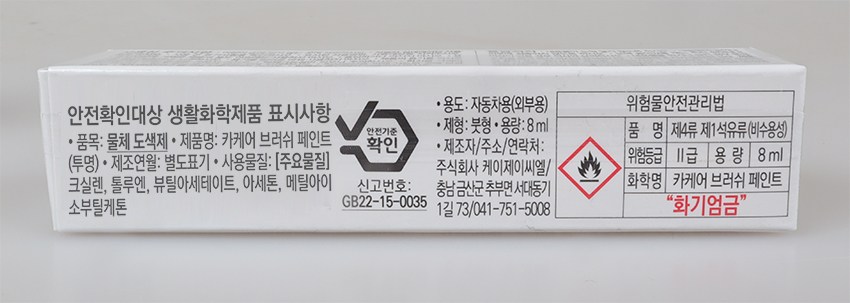 안전확인대상 생활화학제품 표시사항
• 품목: 물체 도색제 • 제품명: 카케어 브러쉬 페인트
(투명) • 제조연월: 별도표기 • 사용물질: [주요물질]
크실렌, 톨루엔, 뷰틸아세테이트, 아세톤, 메틸아이
소부틸케톤
안전기준
확인
신고번호:
GB22-15-0035
• 용도: 자동차용(외부용)
• 제형: 붓형 • 용량: 8 ml
• 제조자/주소/연락처:
주식회사 케이제이씨엘/
충남 금산군 추부면 서대동기
1길 73/041-751-5008
위험물안전관리법
품 명 제4류 제1석유류(비수용성)
위험등급 II급 용 량 8 ml
화학명 카케어 브러쉬 페인트
"화기엄금"